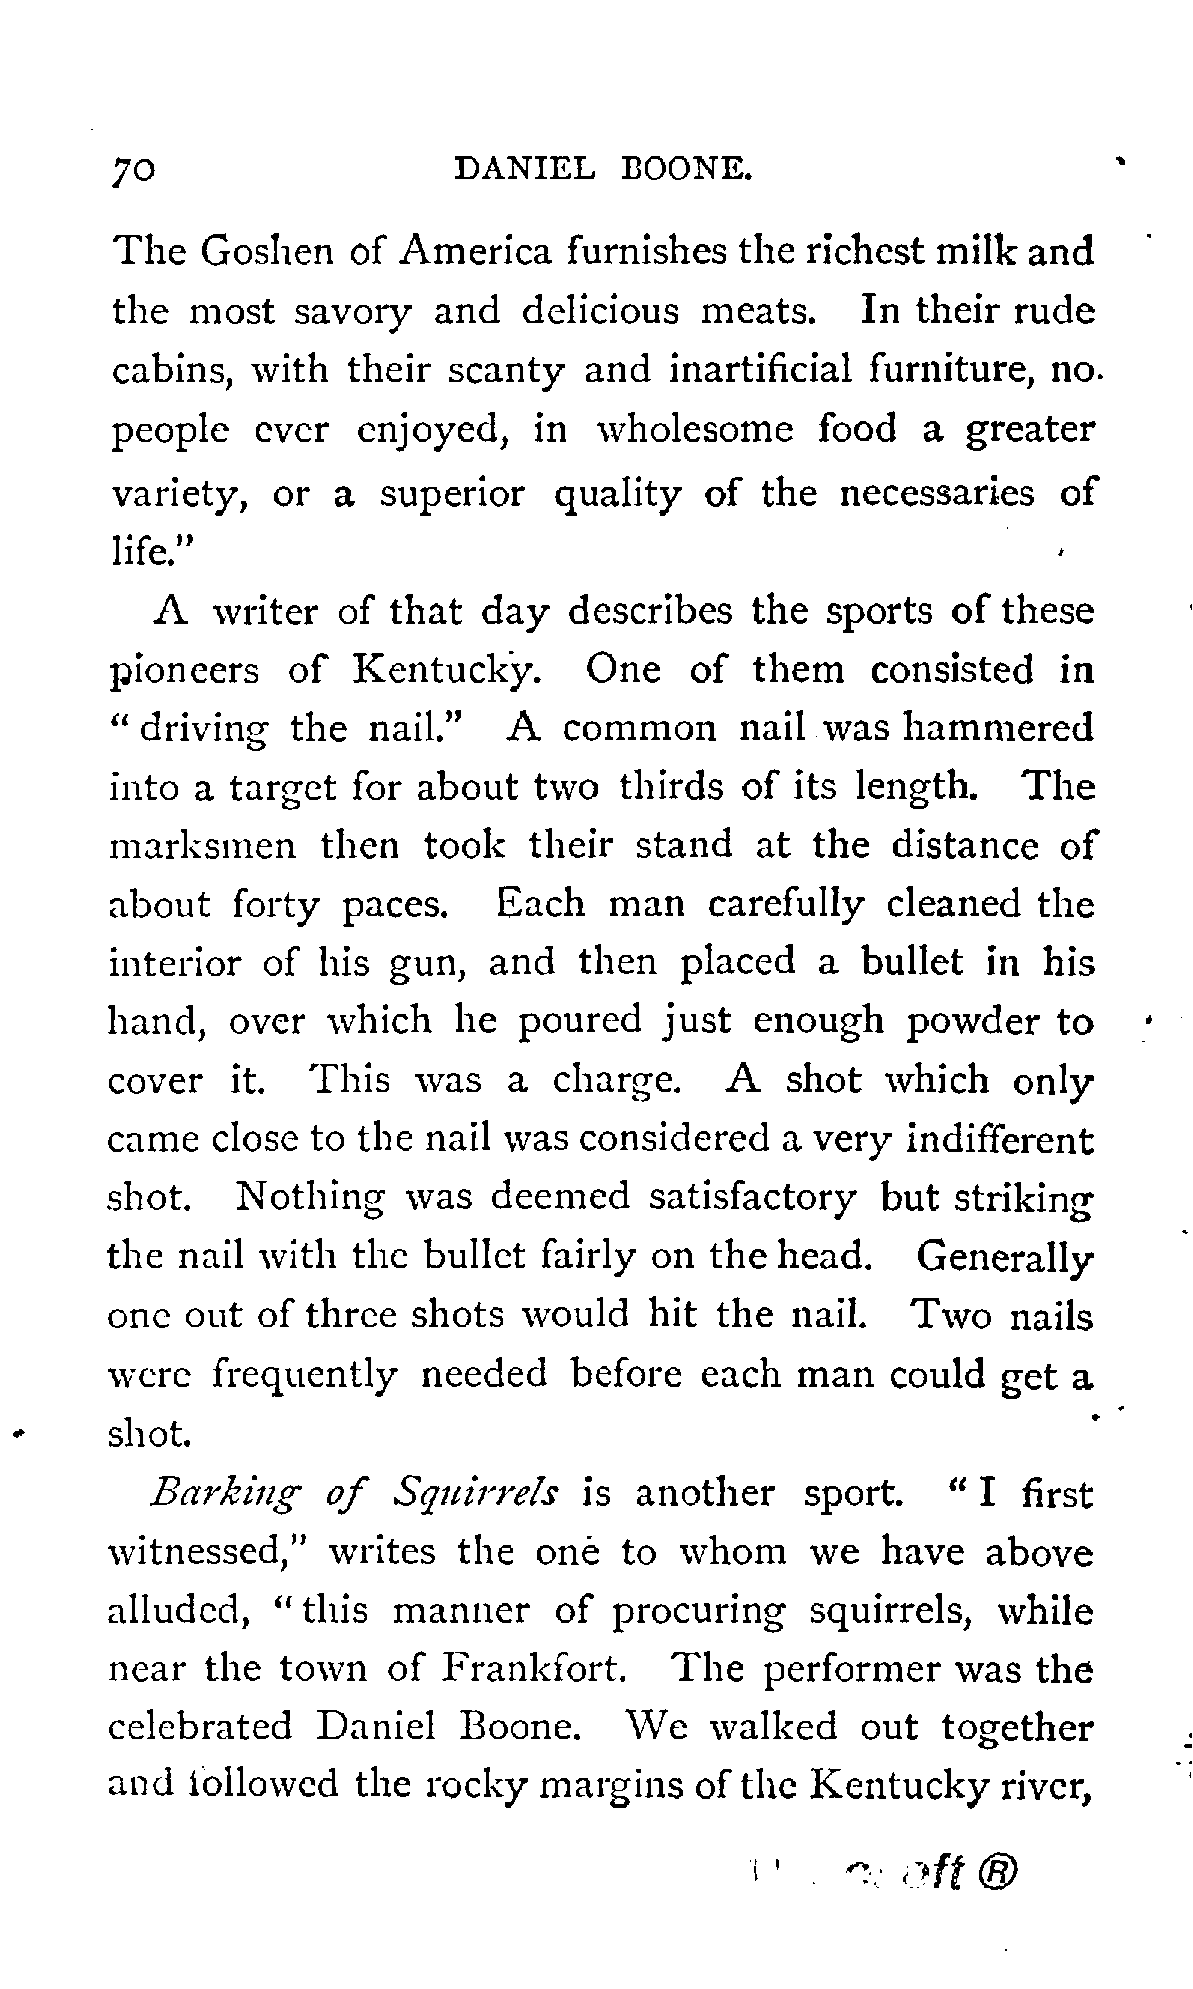 70 DANIEL BOONE.
The Goshen of America furnishes the richest milk and
the most savory and delicious meats. In their rude
cabins, with their scanty and inartificial furniture, no
people ever enjoyed, in wholesome food a greater
variety, or a superior quality of the necessaries of
life."
A writer of that day describes the sports of these
pioneers of Kentucky. One of them consisted in
" driving the nail." A common nail was hammered
into a target for about two thirds of its length. The
marksmen then took their stand at the distance of
about forty paces. Each man carefully cleaned the
interior of his gun, and then placed a bullet in his
hand, over which he poured just enough powder to
cover it. This was a charge. A shot which only
came close to the nail was considered a very indifferent
shot. Nothing was deemed satisfactory but striking
the nail with the bullet fairly on the head. Generally
one out of three shots would hit the nail. Two nails
were frequently needed before each man could get a
shot.
Barking of Squirrels is another sport. " I first
witnessed," writes the one to whom we have above
alluded, " this manner of procuring squirrels, while
near the town of Frankfort. The performer was the
celebrated Daniel Boone. We walked out together
and followed the rocky margins of the Kentucky river,
®